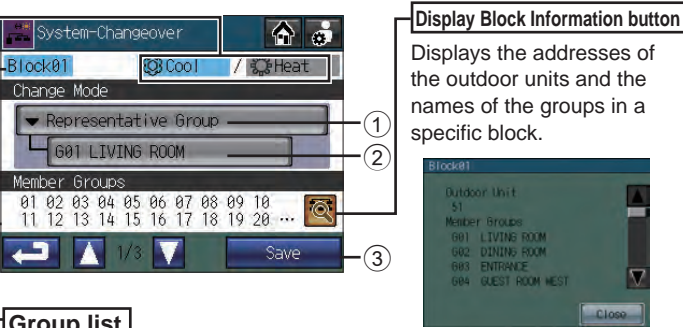 System-Changeover
Block01 Cool / Heat
Change Mode
Representative Group
1
G01 LIVING ROOM
2
Member Groups
01 02 03 04 05 06 07 08 09 10
11 12 13 14 15 16 17 18 19 20 ...
1/3 Save
3
Group list
Display Block Information button
Displays the addresses of
the outdoor units and the
names of the groups in a
specific block.
Block01
Outdoor Unit
51
Member Groups
G01 LIVING ROOM
G02 DINING ROOM
G03 ENTRANCE
G04 GUEST ROOM WEST
Close